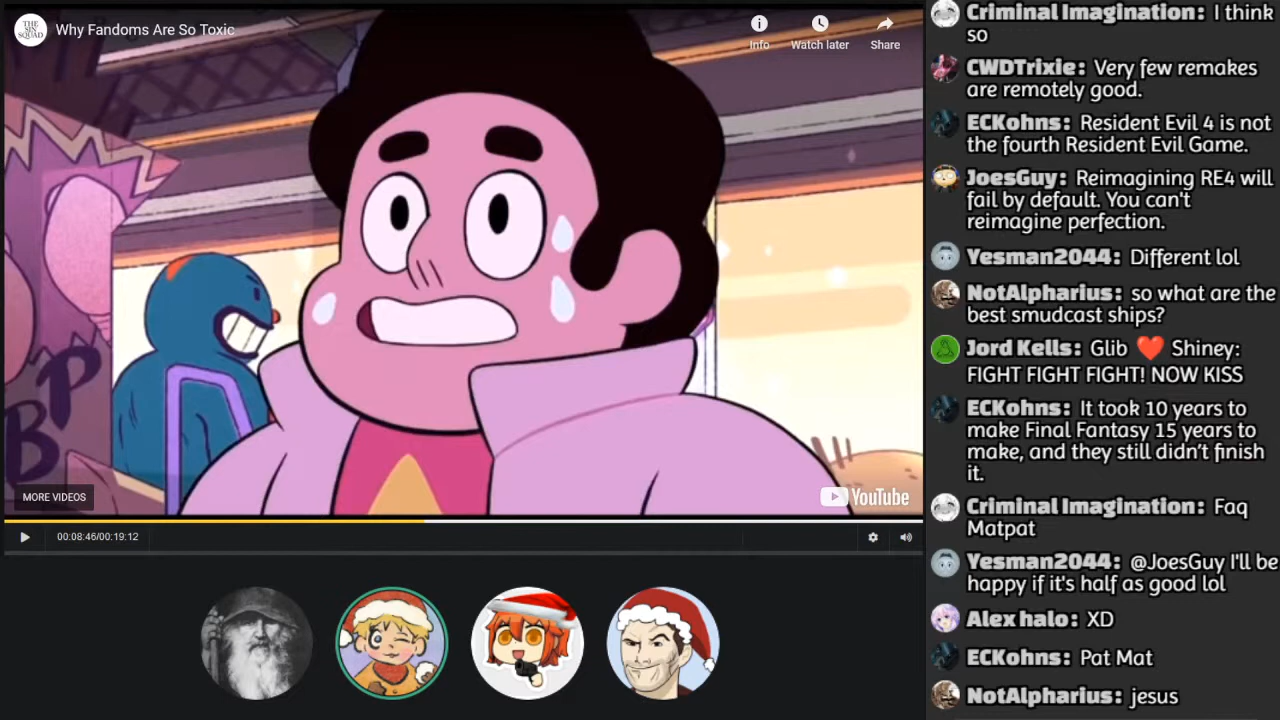 THE
SIN
SQUAD
Why Fandoms Are So Toxic
Info
Watch later
Share
BP
MORE VIDEOS
YouTube
00:08:46/00:19:12
Criminal Imagination: I think
so
CWDTrixie: Very few remakes
are remotely good.
ECKohns: Resident Evil 4 is not
the fourth Resident Evil Game.
JoesGuy: Reimagining RE4 will
fail by default. You can't
reimagine perfection.
Yesman2044: Different lol
NotAlpharius: so what are the
best smudcast ships?
Jord Kells: Glib ❤️ Shiney:
FIGHT FIGHT FIGHT! NOW KISS
ECKohns: It took 10 years to
make Final Fantasy 15 years to
make, and they still didn't finish
it.
Criminal Imagination: Faq
Matpat
Yesman2044: @JoesGuy I'll be
happy if it's half as good lol
Alex halo: XD
ECKohns: Pat Mat
NotAlpharius: jesus